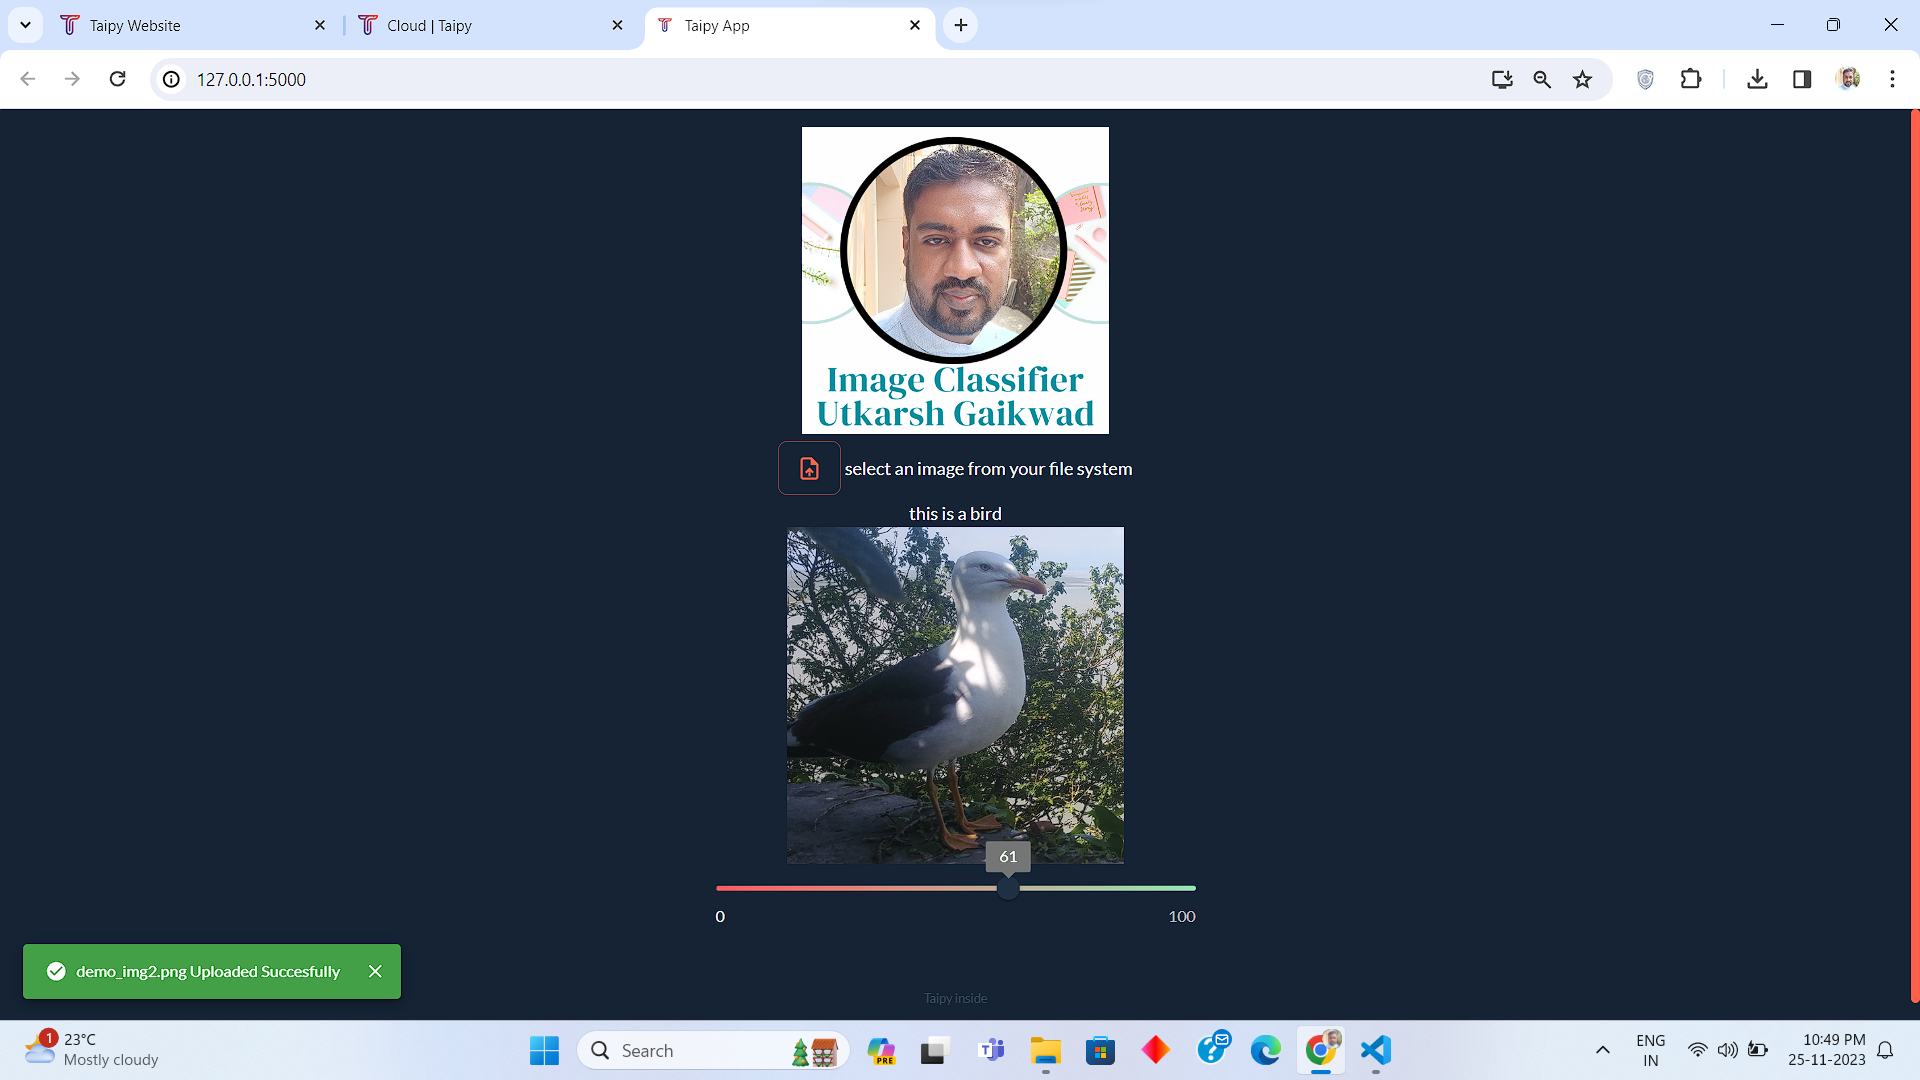 Taipy Website
Cloud | Taipy
Taipy App
127.0.0.1:5000
Image Classifier
Utkarsh Gaikwad
select an image from your file system
this is a bird
61
0
100
demo_img2.png Uploaded Succesfully
Taipy inside
1
23°C
Mostly cloudy
Search
PRE
ENG
IN
10:49 PM
25-11-2023